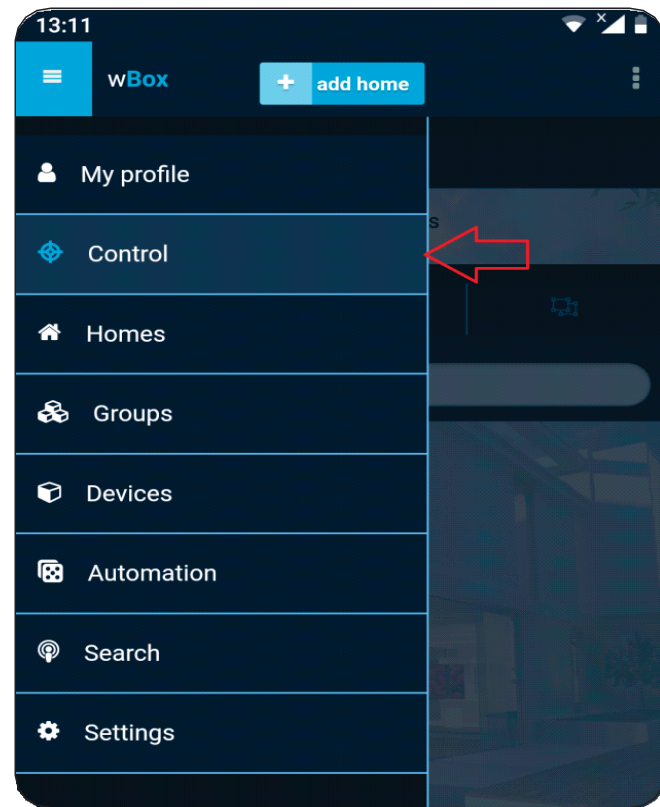 13:11
wBox
+ add home
My profile
Control
s
Homes
Groups
Devices
Automation
Search
Settings